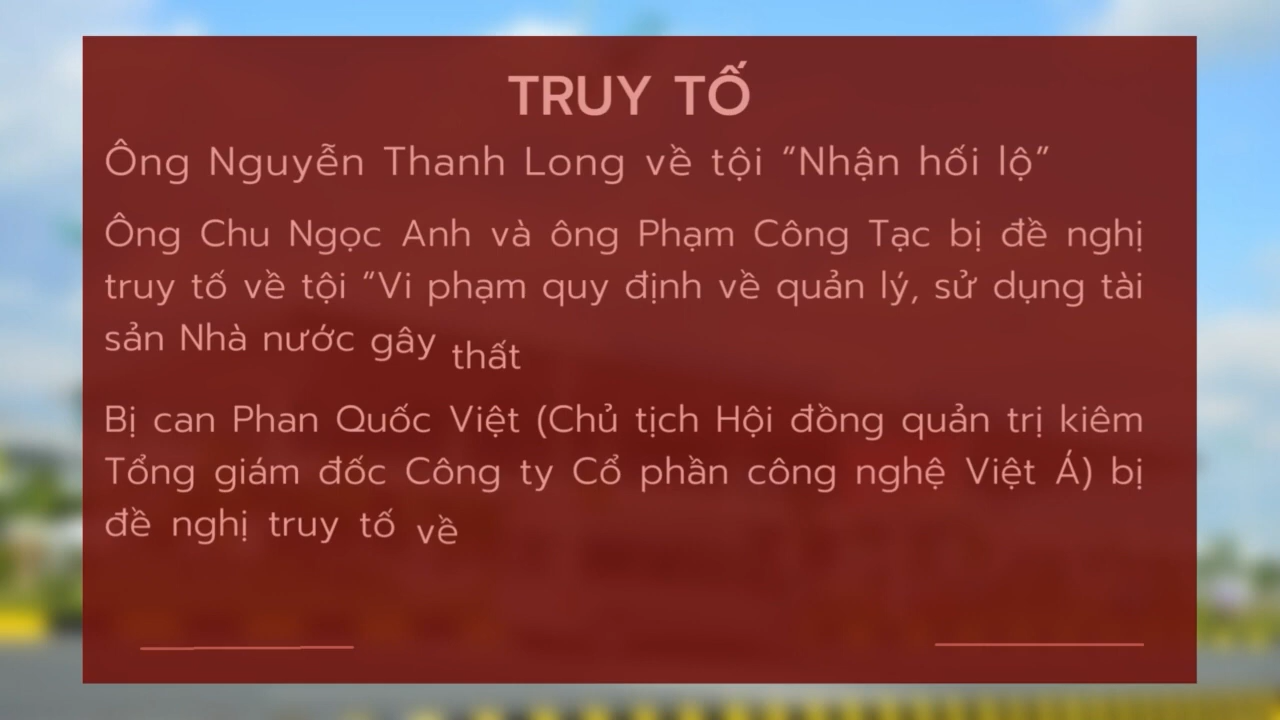 TRUY TỐ
Ông Nguyễn Thanh Long về tội “Nhận hối lộ”
Ông Chu Ngọc Anh và ông Phạm Công Tạc bị đề nghị
truy tố về tội “Vi phạm quy định về quản lý, sử dụng tài
sản Nhà nước gây thất
Bị can Phan Quốc Việt (Chủ tịch Hội đồng quản trị kiêm
Tổng giám đốc Công ty Cổ phần công nghệ Việt Á) bị
đề nghị truy tố về